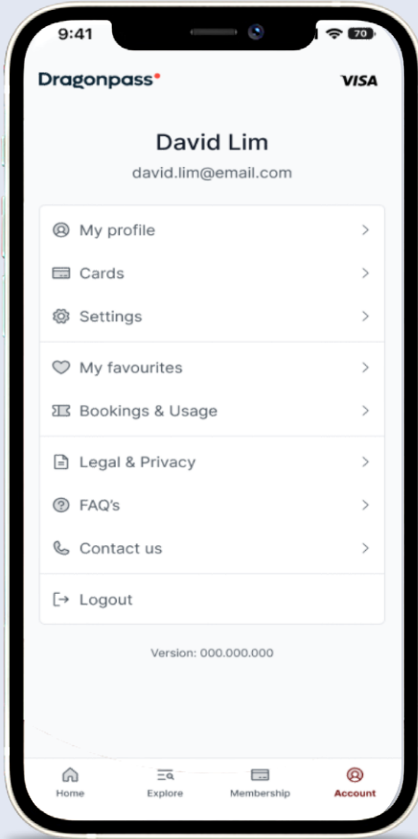 9:41
70
Dragonpass
VISA
David Lim
david.lim@email.com
My profile
Cards
Settings
My favourites
Bookings & Usage
Legal & Privacy
FAQ's
Contact us
Logout
Version: 000.000.000
Home
Explore
Membership
Account